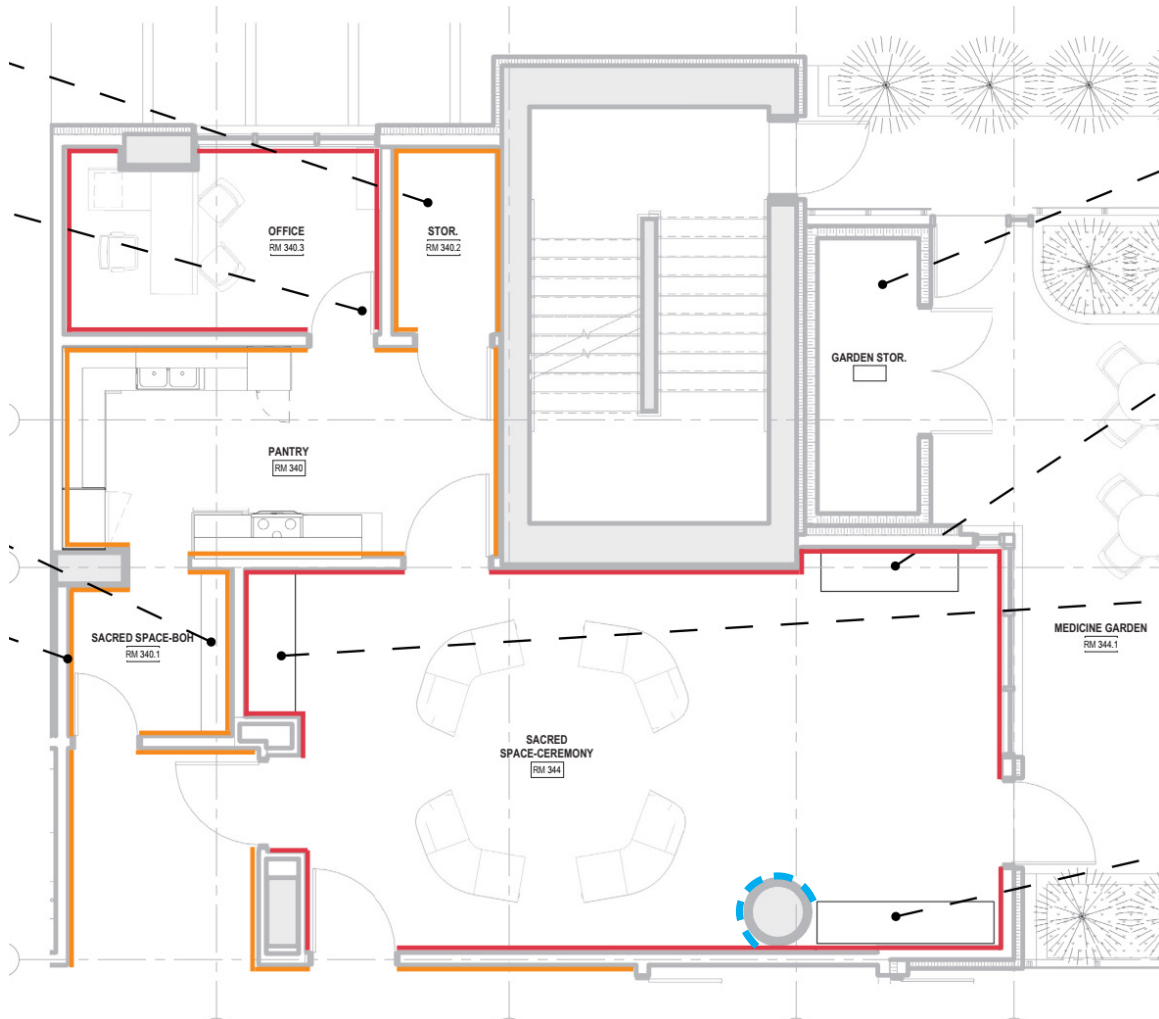 OFFICE
RM 340.3
STOR.
RM 340.2
GARDEN STOR.
PANTRY
RM 340
SACRED SPACE-BOH
RM 340.1
MEDICINE GARDEN
RM 344.1
SACRED
SPACE-CEREMONY
RM 344